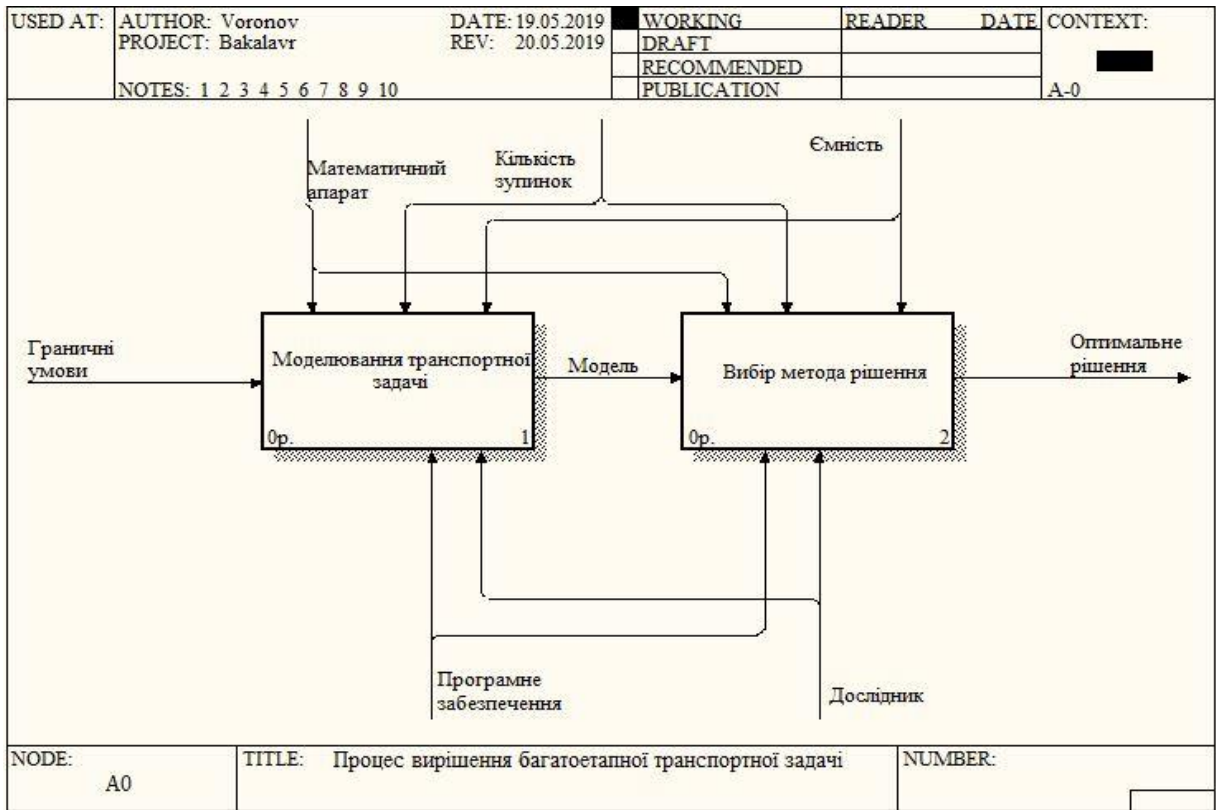 USED AT: AUTHOR: Voronov DATE: 19.05.2019 WORKING READER DATE CONTEXT:
PROJECT: Bakalavr REV: 20.05.2019 DRAFT
RECOMMENDED
NOTES: 1 2 3 4 5 6 7 8 9 10 PUBLICATION A-0
Математичний
апарат
Кількість
зупинок
Ємність
Граничні
умови
Моделювання транспортної
задачі
0р. 1
Модель
Вибір метода рішення
0р. 2
Оптимальне
рішення
Програмне
забезпечення
Дослідник
NODE: TITLE: Процес вирішення багатоетапної транспортної задачі NUMBER:
A0